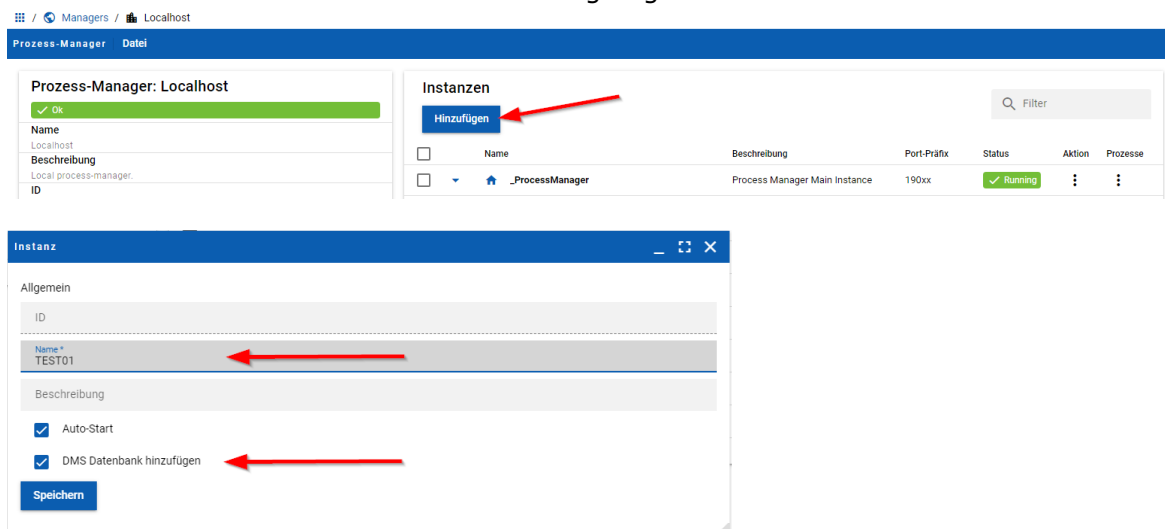 / Managers / Localhost
Prozess-Manager Datei
Prozess-Manager: Localhost
Ok
Name
Localhost
Beschreibung
Local process-manager.
ID
Instanzen
Hinzufügen
Filter
Name Beschreibung Port-Präfix Status Aktion Prozesse
_ProcessManager Process Manager Main Instance 190xx Running
Instanz
Allgemein
ID
Name *
TEST01
Beschreibung
Auto-Start
DMS Datenbank hinzufügen
Speichern